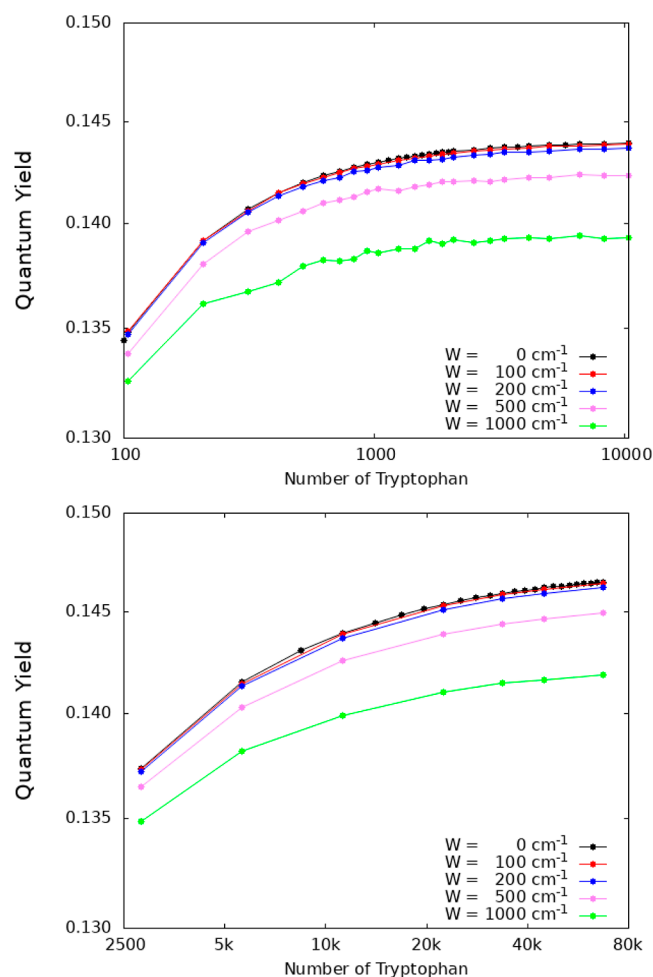 0.150
0.145
0.140
0.135
0.130
Quantum Yield
W = 0 cm⁻¹
W = 100 cm⁻¹
W = 200 cm⁻¹
W = 500 cm⁻¹
W = 1000 cm⁻¹
100 1000 10000
Number of Tryptophan
0.150
0.145
0.140
0.135
0.130
Quantum Yield
W = 0 cm⁻¹
W = 100 cm⁻¹
W = 200 cm⁻¹
W = 500 cm⁻¹
W = 1000 cm⁻¹
2500 5k 10k 20k 40k 80k
Number of Tryptophan